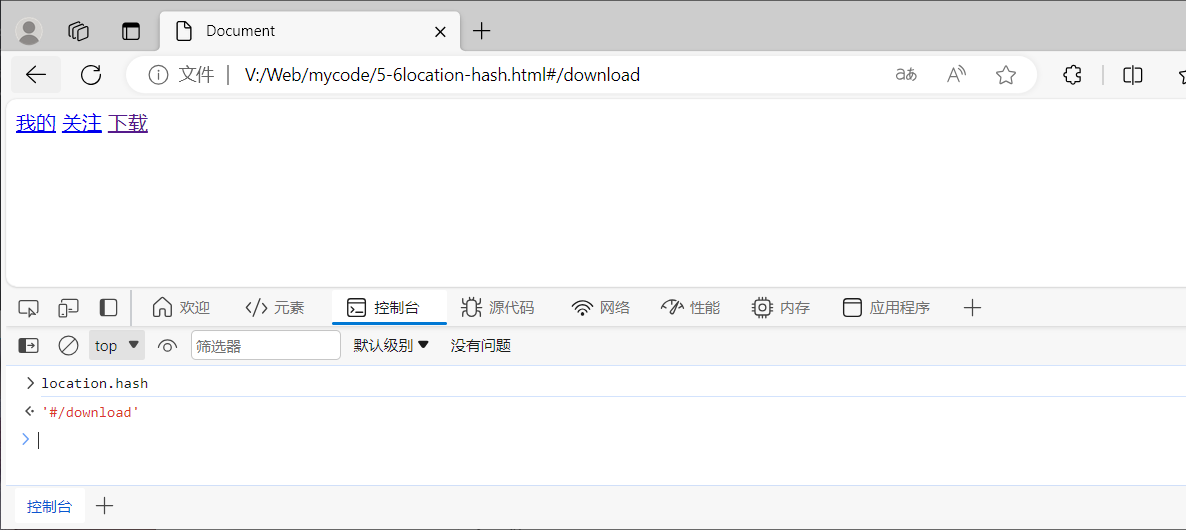 Document
文件 V:/Web/mycode/5-6location-hash.html#/download aあ A
我的 关注 下载
欢迎 元素 控制台 源代码 网络 性能 内存 应用程序
top 筛选器 默认级别 没有问题
location.hash
'#/download'
控制台